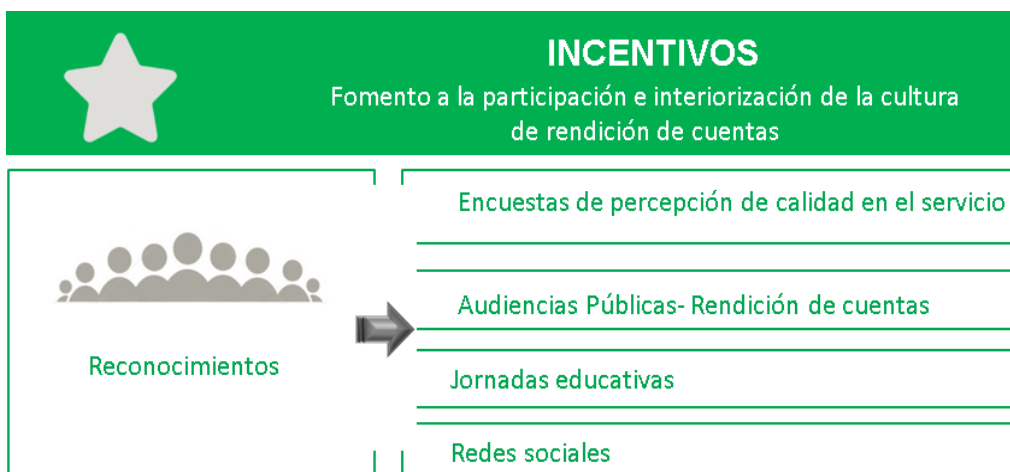 INCENTIVOS
Fomento a la participación e interiorización de la cultura
de rendición de cuentas
Reconocimientos
Encuestas de percepción de calidad en el servicio
Audiencias Públicas- Rendición de cuentas
Jornadas educativas
Redes sociales